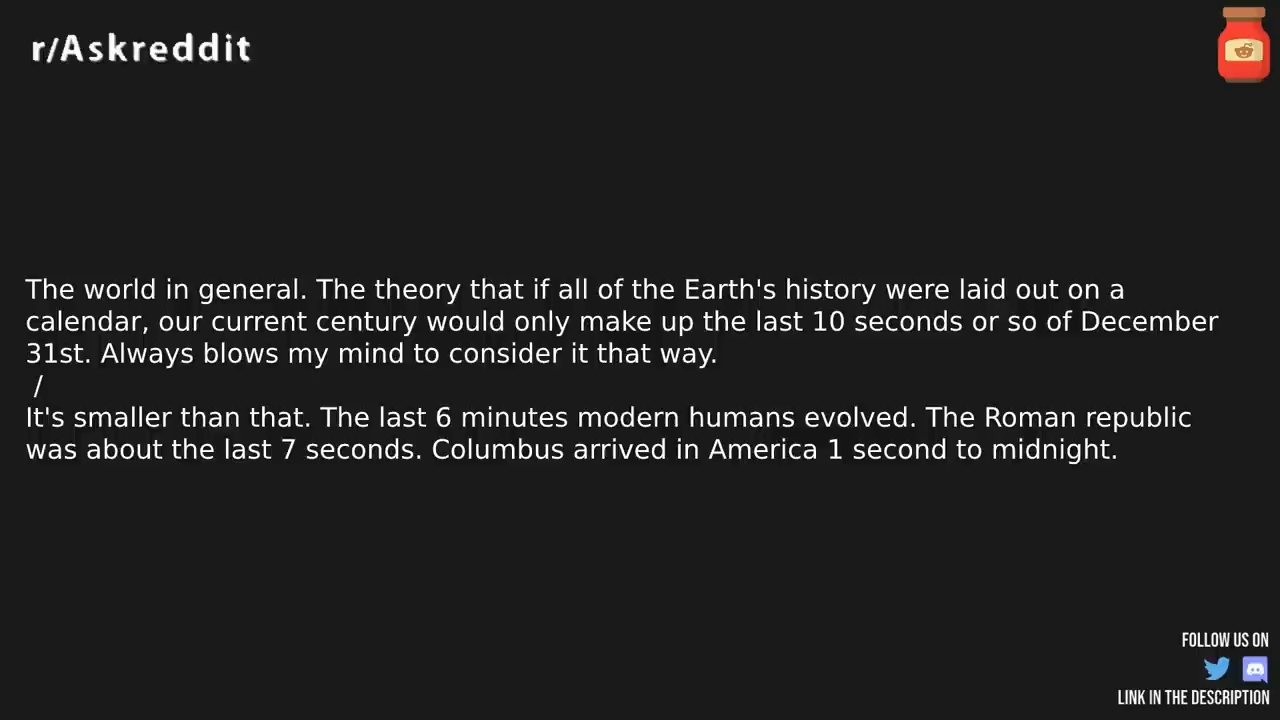 r/Askreddit
The world in general. The theory that if all of the Earth's history were laid out on a
calendar, our current century would only make up the last 10 seconds or so of December
31st. Always blows my mind to consider it that way.
/
It's smaller than that. The last 6 minutes modern humans evolved. The Roman republic
was about the last 7 seconds. Columbus arrived in America 1 second to midnight.
FOLLOW US ON
LINK IN THE DESCRIPTION